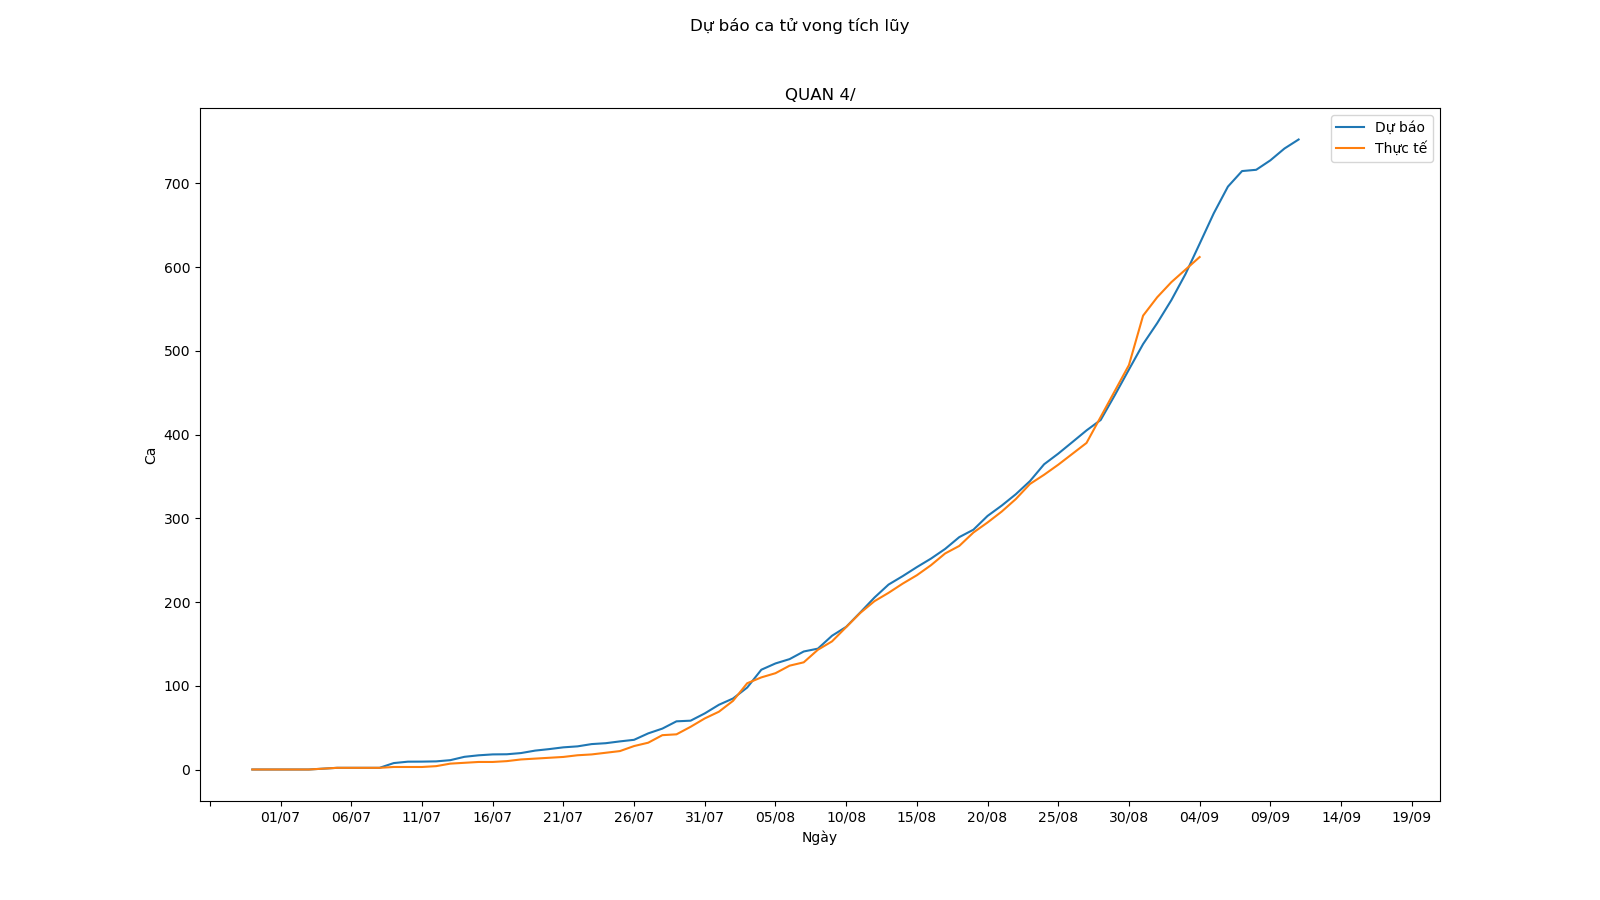 Dự báo ca tử vong tích lũy
QUAN 4/
Dự báo
Thực tế
700
600
500
400
300
200
100
0
Ca
01/07 06/07 11/07 16/07 21/07 26/07 31/07 05/08 10/08 15/08 20/08 25/08 30/08 04/09 09/09 14/09 19/09
Ngày